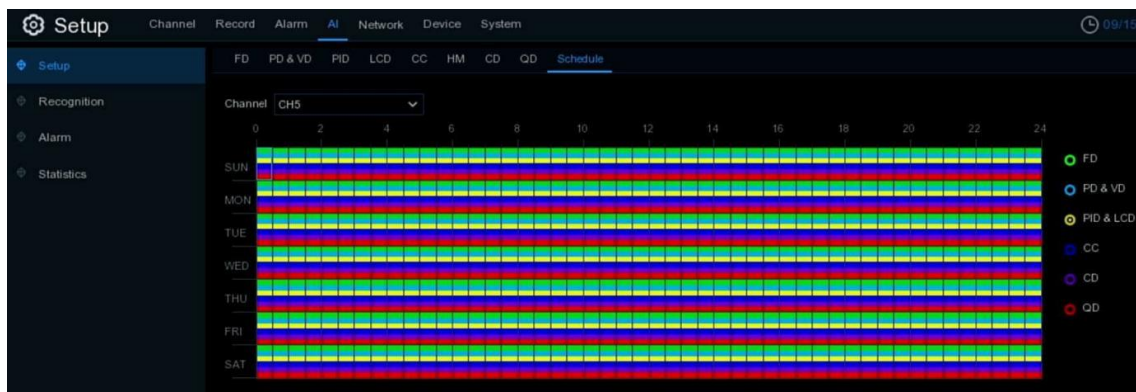 Setup Channel Record Alarm AI Network Device System 09/15
Setup
Recognition
Alarm
Statistics
FD PD & VD PID LCD CC HM CD QD Schedule
Channel CH5
0 2 4 6 8 10 12 14 16 18 20 22 24
SUN
MON
TUE
WED
THU
FRI
SAT
FD
PD & VD
PID & LCD
CC
CD
QD